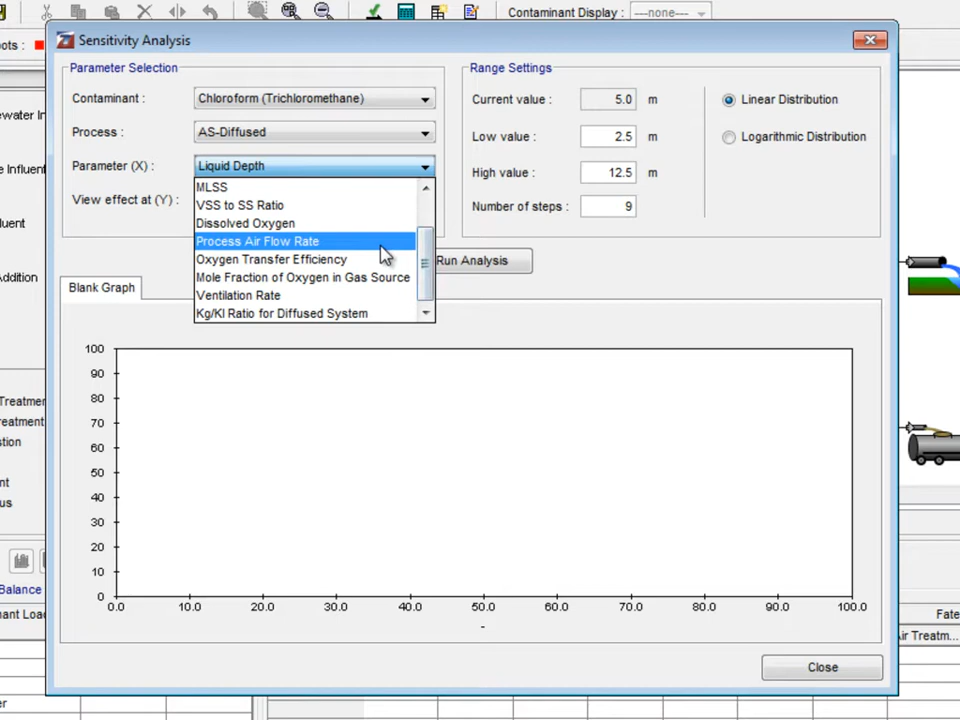 Contaminant Display : ---none---
ots :
Sensitivity Analysis
Parameter Selection
Contaminant : Chloroform (Trichloromethane)
Process : AS-Diffused
Parameter (X) : Liquid Depth
View effect at (Y) :
MLSS
VSS to SS Ratio
Dissolved Oxygen
Process Air Flow Rate
Oxygen Transfer Efficiency
Mole Fraction of Oxygen in Gas Source
Ventilation Rate
Kg/Kl Ratio for Diffused System
Range Settings
Current value : 5.0 m
Low value : 2.5 m
High value : 12.5 m
Number of steps : 9
Linear Distribution
Logarithmic Distribution
Run Analysis
Blank Graph
100
90
80
70
60
50
40
30
20
10
0
0.0 10.0 20.0 30.0 40.0 50.0 60.0 70.0 80.0 90.0 100.0
-
Close
ewater In
e Influen
Addition
Treatmer
eatment
stion
nt
us
Balance
nant Loa
er
Fate
Air Treatm...